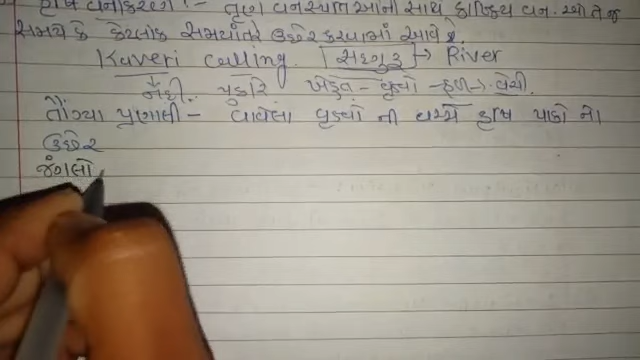 કૃષિ વનીકરણ :- તૃણ વનસ્પતિઓની સાથે કાષ્ઠિય વન
સમયે કે કેટલાક સમયાંતરે ઉછેર કરવામાં આવે છે.
Kaveri calling. [સદગુરુ] → River
નદી પુકારે ખેડૂત - વૃક્ષો - ફળ → વેચી.
તૌંગ્યા પ્રણાલી - વાવેલા વૃક્ષો ની વચ્ચે કૃષિ પાકો નો
ઉછેર
જંગલો